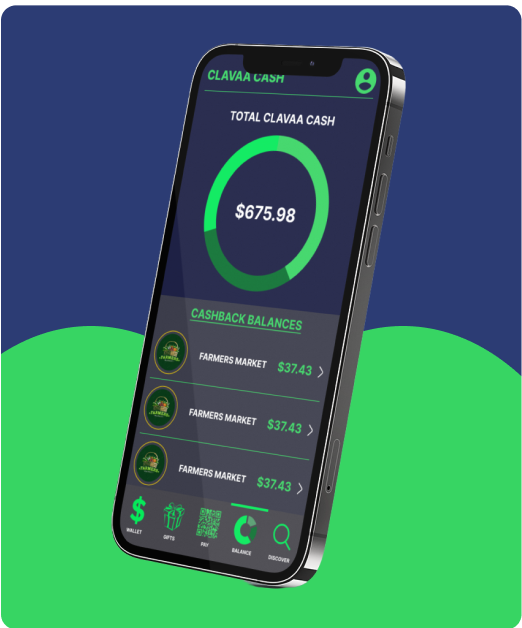 CLAVAA CASH
TOTAL CLAVAA CASH
$675.98
CASHBACK BALANCES
FARMERS MARKET $37.43
FARMERS MARKET $37.43
FARMERS MARKET $37.43
WALLET GIFTS PAY BALANCE DISCOVER